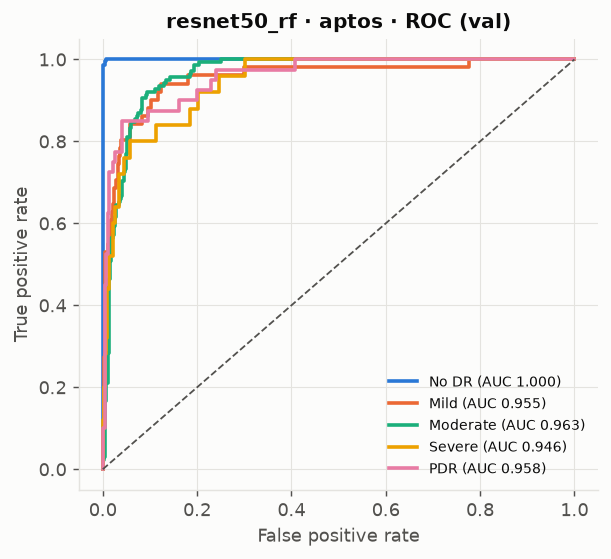 resnet50_rf · aptos · ROC (val)
True positive rate
1.0
0.8
0.6
0.4
0.2
0.0
No DR (AUC 1.000)
Mild (AUC 0.955)
Moderate (AUC 0.963)
Severe (AUC 0.946)
PDR (AUC 0.958)
0.0 0.2 0.4 0.6 0.8 1.0
False positive rate